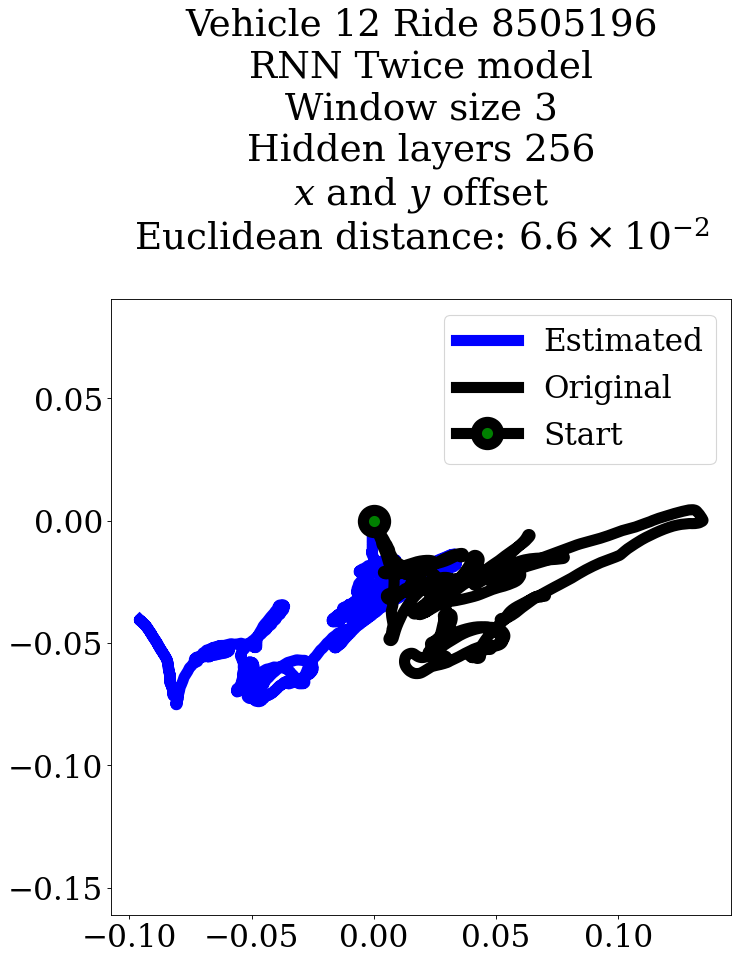 Vehicle 12 Ride 8505196
RNN Twice model
Window size 3
Hidden layers 256
x and y offset
Euclidean distance: 6.6 × 10⁻²
Estimated
Original
Start
0.05
0.00
−0.05
−0.10
−0.15
−0.10 −0.05 0.00 0.05 0.10